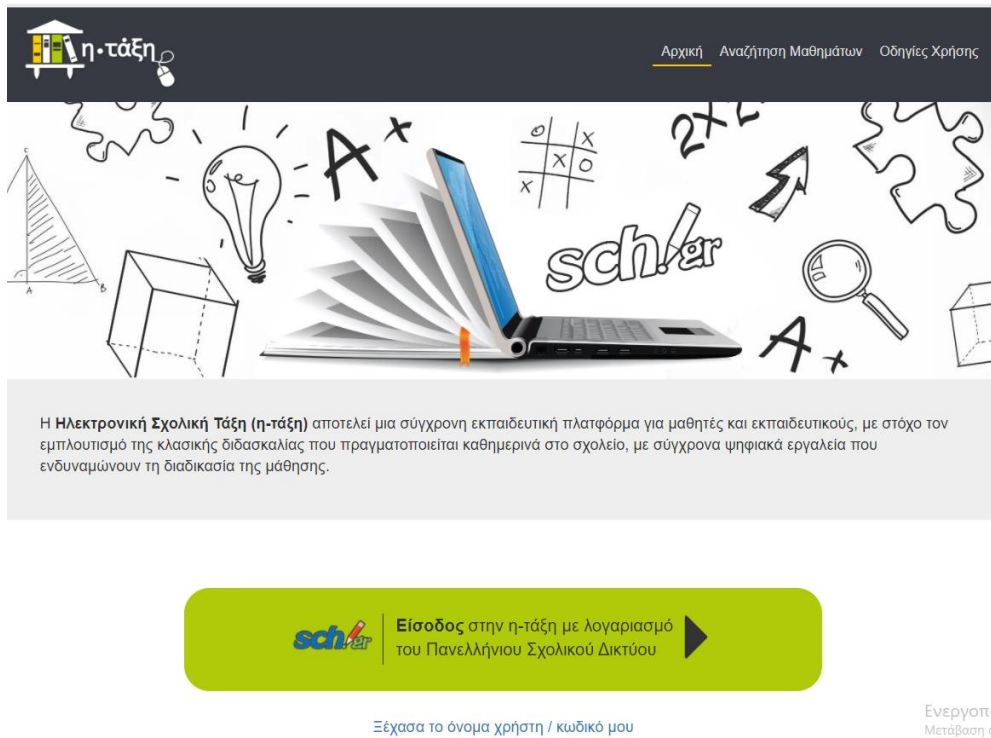 η·τάξη
Αρχική Αναζήτηση Μαθημάτων Οδηγίες Χρήσης
A+
2x2
O X
X O
X
sch.gr
C
A B
A+
Η Ηλεκτρονική Σχολική Τάξη (η-τάξη) αποτελεί μια σύγχρονη εκπαιδευτική πλατφόρμα για μαθητές και εκπαιδευτικούς, με στόχο τον
εμπλουτισμό της κλασικής διδασκαλίας που πραγματοποιείται καθημερινά στο σχολείο, με σύγχρονα ψηφιακά εργαλεία που
ενδυναμώνουν τη διαδικασία της μάθησης.
sch.gr
Είσοδος στην η-τάξη με λογαριασμό
του Πανελλήνιου Σχολικού Δικτύου
Ξέχασα το όνομα χρήστη / κωδικό μου
Μετάβαση